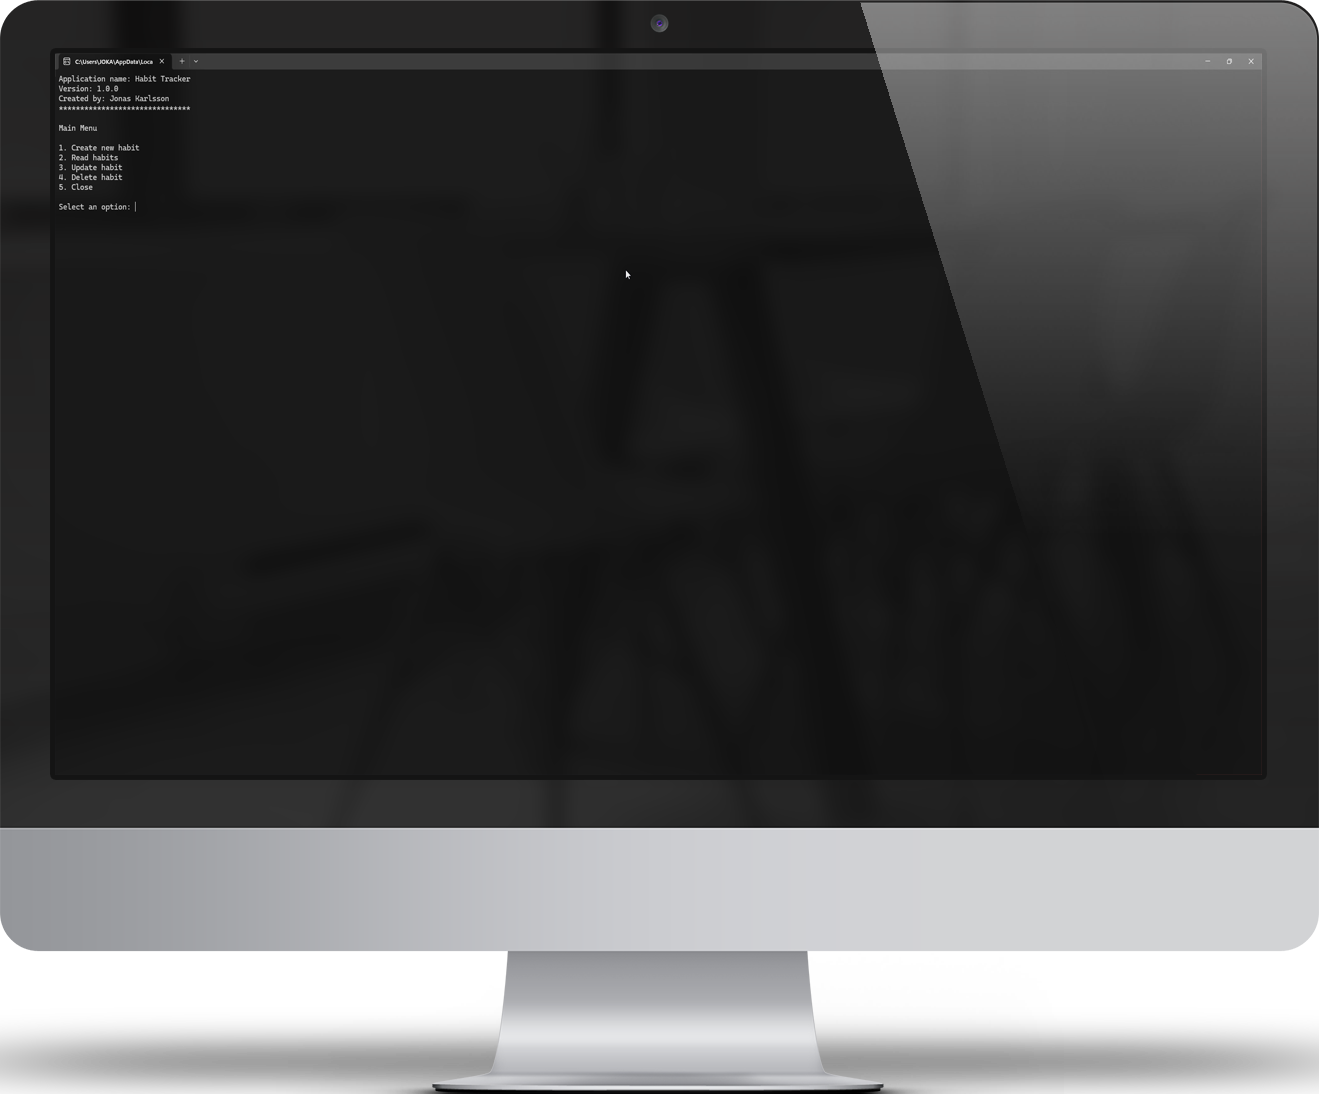 C:\Users\JOKA\AppData\Loca
Application name: Habit Tracker
Version: 1.0.0
Created by: Jonas Karlsson
*******************************
Main Menu
1. Create new habit
2. Read habits
3. Update habit
4. Delete habit
5. Close
Select an option: